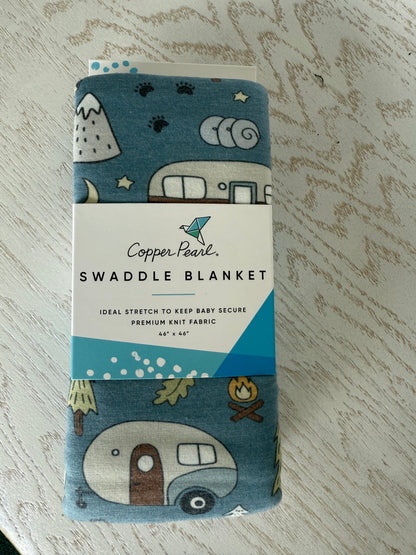 Copper Pearl®
SWADDLE BLANKET
IDEAL STRETCH TO KEEP BABY SECURE
PREMIUM KNIT FABRIC
46" x 46"